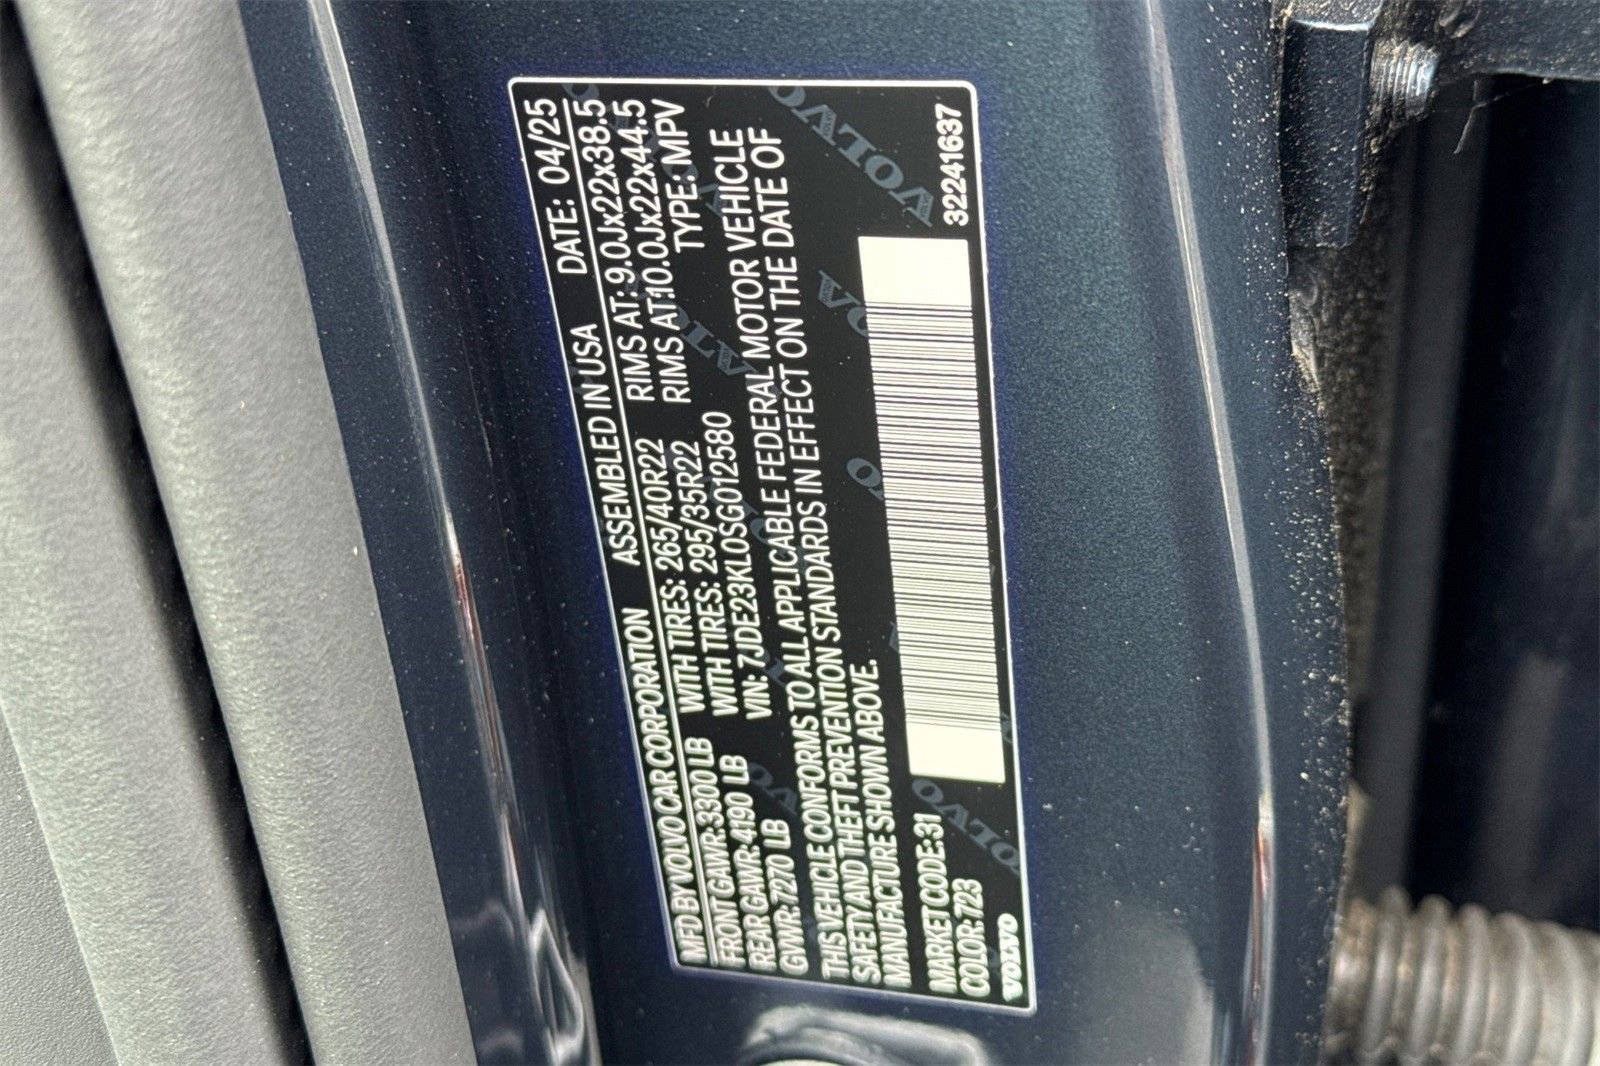 MFD BY VOLVO CAR CORPORATION ASSEMBLED IN USA DATE: 04/25
FRONT GAWR:3300 LB WITH TIRES: 265/40R22 RIMS AT: 9.0Jx22x38.5
REAR GAWR: 4190 LB WITH TIRES: 295/35R22 RIMS AT:10.0Jx22x44.5
GVWR:7270 LB VIN: 7JDE23KL0SG012580 TYPE: MPV
THIS VEHICLE CONFORMS TO ALL APPLICABLE FEDERAL MOTOR VEHICLE
SAFETY AND THEFT PREVENTION STANDARDS IN EFFECT ON THE DATE OF
MANUFACTURE SHOWN ABOVE.
MARKET CODE:31
COLOR:723
VOLVO
32241637